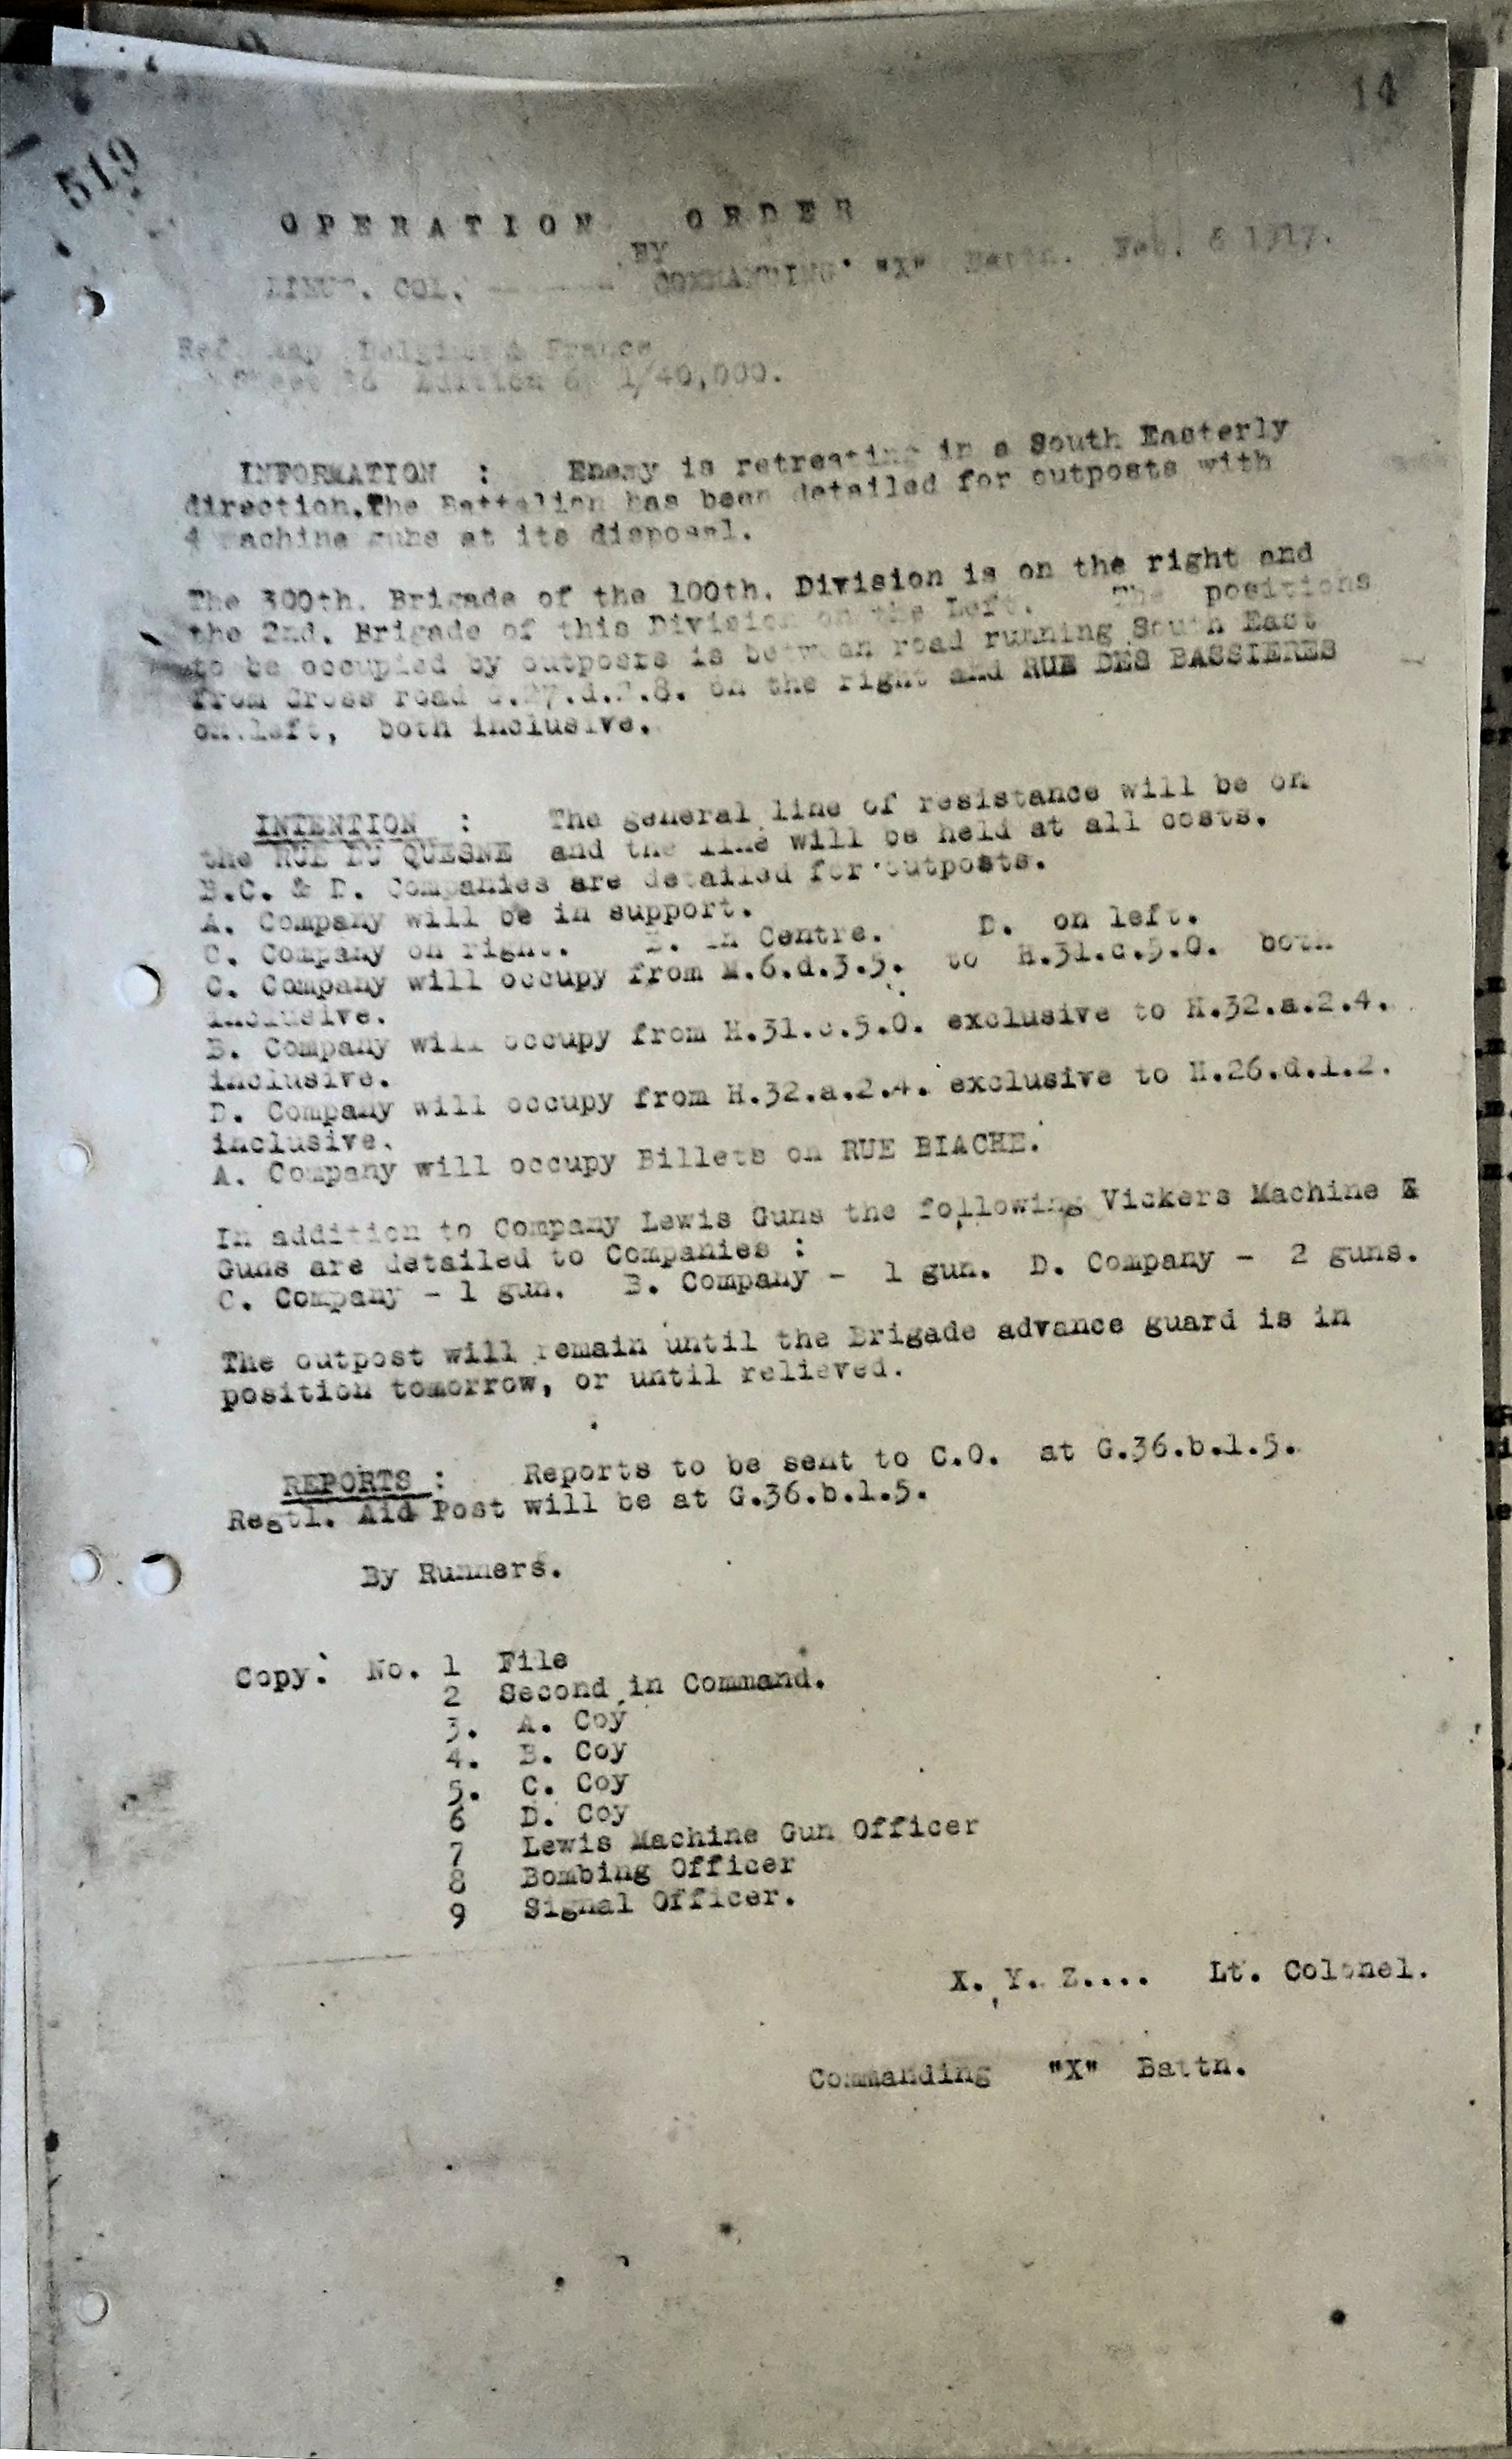 14
519
OPERATION ORDER
BY
LIEUT. COL. ------ COMMANDING "X" Battn. Feb. 6 1917.
Ref. Map Belgium & France
Sheet 36 Edition 6 1/40,000.
INFORMATION : Enemy is retreating in a South Easterly
direction.The Battalion has been detailed for outposts with
4 machine guns at its disposal.
The 300th. Brigade of the 100th. Division is on the right and
the 2nd. Brigade of this Division on the Left. The positions
to be occupied by outposts is between road running South East
from Cross road on the right and RUE DES BASSIERES
on left, both inclusive.
INTENTION : The general line of resistance will be on
the RUE DU QUESNE and the line will be held at all costs.
B.C. & D. Companies are detailed for outposts.
A. Company will be in support.
C. Company on right. B. in Centre. D. on left.
C. Company will occupy from M.6.d.3.5. to H.31.c.5.0. both
inclusive.
B. Company will occupy from H.31.c.5.0. exclusive to H.32.a.2.4.
inclusive.
D. Company will occupy from H.32.a.2.4. exclusive to H.26.d.1.2.
inclusive.
A. Company will occupy Billets on RUE BIACHE.
In addition to Company Lewis Guns the following Vickers Machine
Guns are detailed to Companies :
C. Company - 1 gun. B. Company - 1 gun. D. Company - 2 guns.
The outpost will remain until the Brigade advance guard is in
position tomorrow, or until relieved.
REPORTS : Reports to be sent to C.O. at G.36.b.1.5.
Regtl. Aid Post will be at G.36.b.1.5.
By Runners.
Copy: No. 1 File
2 Second in Command.
3. A. Coy
4. B. Coy
5. C. Coy
6 D. Coy
7 Lewis Machine Gun Officer
8 Bombing Officer
9 Signal Officer.
X. Y. Z.... Lt. Colonel.
Commanding "X" Battn.